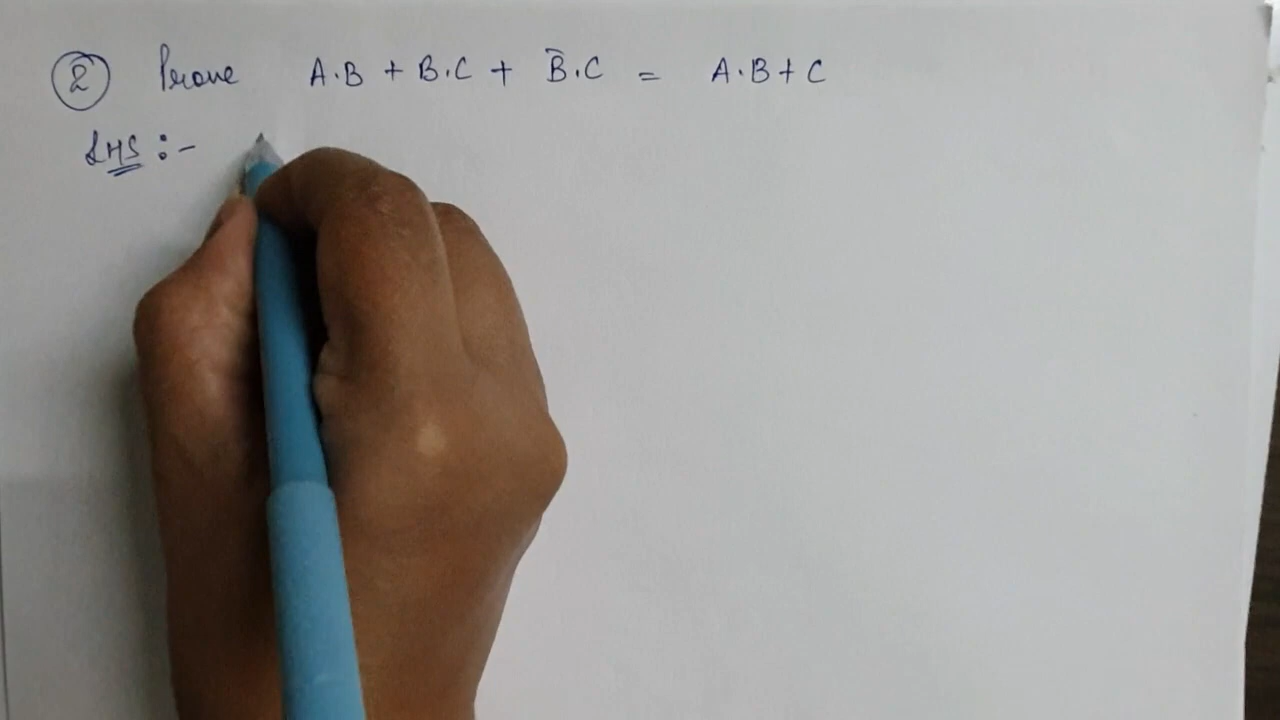 ② Prove A·B + B·C + B̄·C = A·B + C
LHS :-